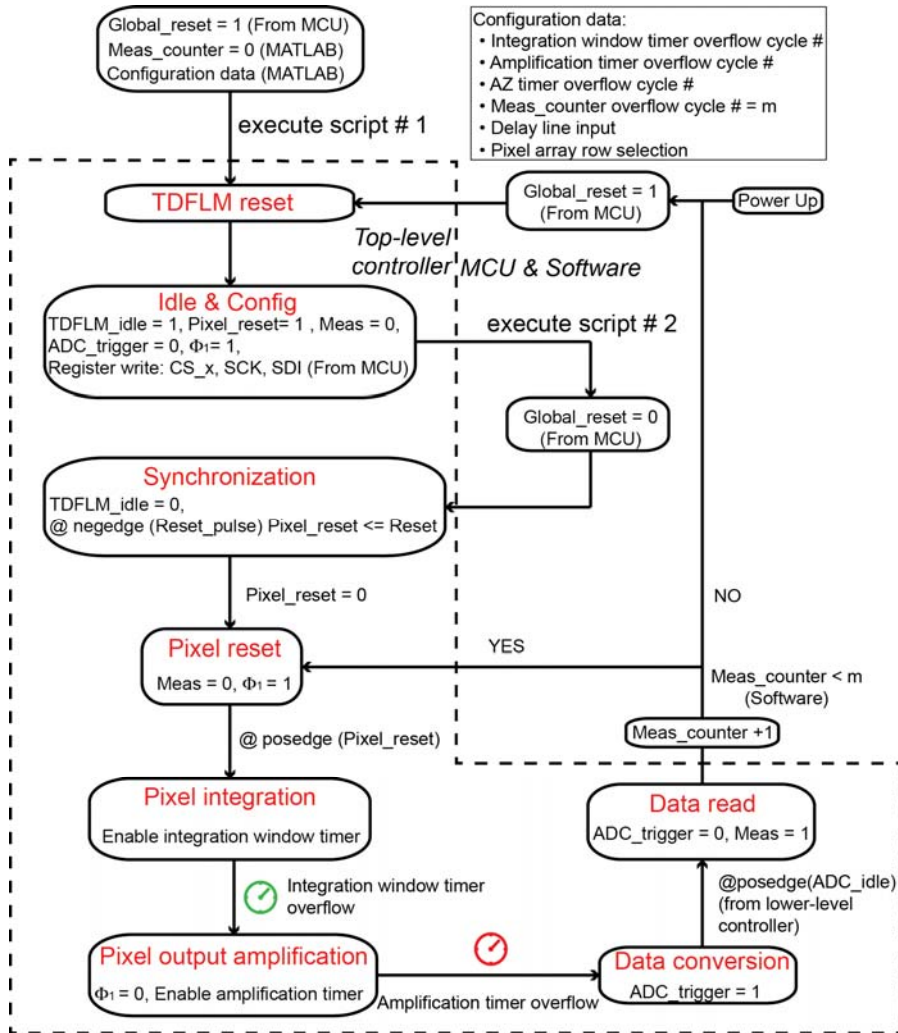 Global_reset = 1 (From MCU)
Meas_counter = 0 (MATLAB)
Configuration data (MATLAB)
Configuration data:
• Integration window timer overflow cycle #
• Amplification timer overflow cycle #
• AZ timer overflow cycle #
• Meas_counter overflow cycle # = m
• Delay line input
• Pixel array row selection
execute script # 1
TDFLM reset
Global_reset = 1
(From MCU)
Power Up
Top-level
controller
MCU & Software
Idle & Config
TDFLM_idle = 1, Pixel_reset= 1 , Meas = 0,
ADC_trigger = 0, Φ1= 1,
Register write: CS_x, SCK, SDI (From MCU)
execute script # 2
Global_reset = 0
(From MCU)
Synchronization
TDFLM_idle = 0,
@ negedge (Reset_pulse) Pixel_reset <= Reset
Pixel_reset = 0
NO
YES
Pixel reset
Meas = 0, Φ1 = 1
Meas_counter < m
(Software)
Meas_counter +1
@ posedge (Pixel_reset)
Pixel integration
Enable integration window timer
Data read
ADC_trigger = 0, Meas = 1
Integration window timer
overflow
@posedge(ADC_idle)
(from lower-level
controller)
Pixel output amplification
Φ1 = 0, Enable amplification timer
Amplification timer overflow
Data conversion
ADC_trigger = 1